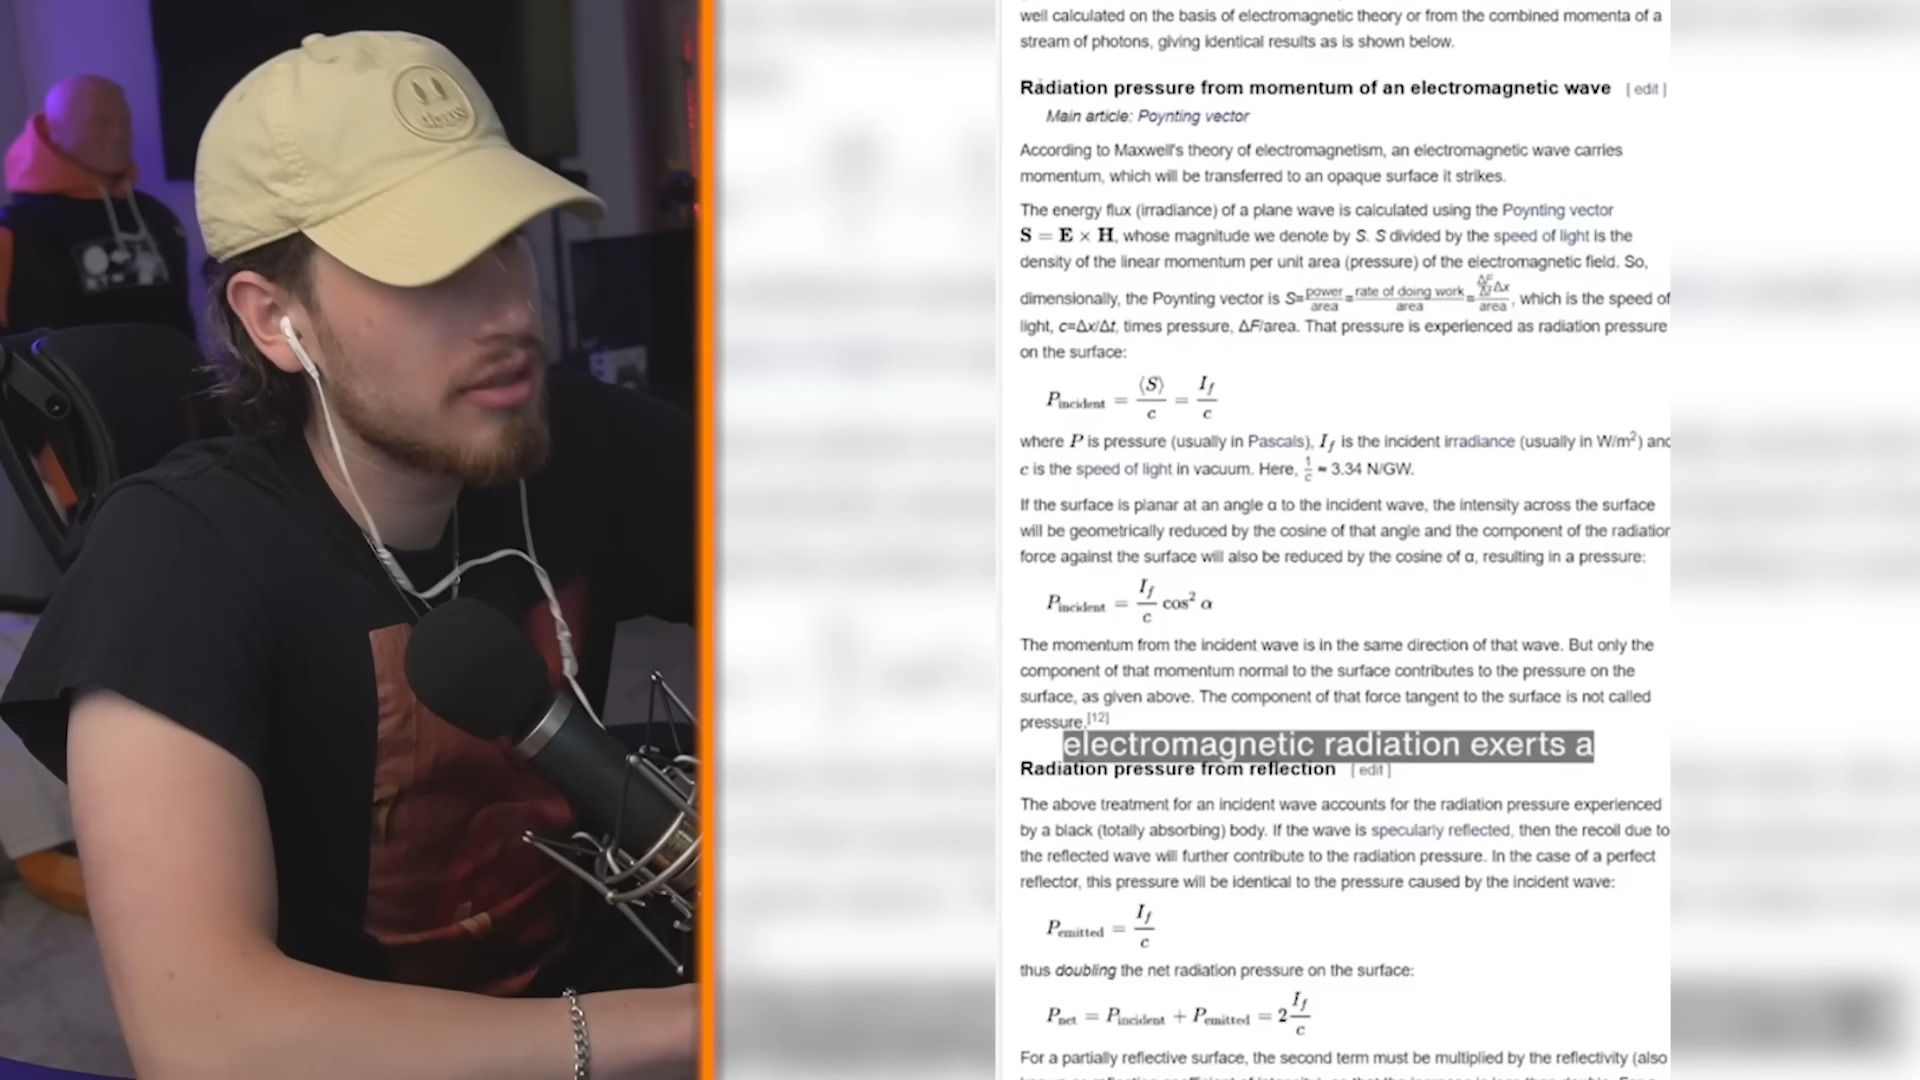 well calculated on the basis of electromagnetic theory or from the combined momenta of a
stream of photons, giving identical results as is shown below.
Radiation pressure from momentum of an electromagnetic wave [ edit ]
Main article: Poynting vector
According to Maxwell's theory of electromagnetism, an electromagnetic wave carries
momentum, which will be transferred to an opaque surface it strikes.
The energy flux (irradiance) of a plane wave is calculated using the Poynting vector
S = E × H, whose magnitude we denote by S. S divided by the speed of light is the
density of the linear momentum per unit area (pressure) of the electromagnetic field. So,
dimensionally, the Poynting vector is S=power/area=rate of doing work/area=ΔF/Δt Δx/area, which is the speed of
light, c=Δx/Δt, times pressure, ΔF/area. That pressure is experienced as radiation pressure
on the surface:
P incident = ⟨S⟩/c = I f/c
where P is pressure (usually in Pascals), I f is the incident irradiance (usually in W/m²) and
c is the speed of light in vacuum. Here, 1/c ≈ 3.34 N/GW.
If the surface is planar at an angle α to the incident wave, the intensity across the surface
will be geometrically reduced by the cosine of that angle and the component of the radiation
force against the surface will also be reduced by the cosine of α, resulting in a pressure:
P incident = I f/c cos² α
The momentum from the incident wave is in the same direction of that wave. But only the
component of that momentum normal to the surface contributes to the pressure on the
surface, as given above. The component of that force tangent to the surface is not called
pressure.[12]
electromagnetic radiation exerts a
Radiation pressure from reflection [ edit ]
The above treatment for an incident wave accounts for the radiation pressure experienced
by a black (totally absorbing) body. If the wave is specularly reflected, then the recoil due to
the reflected wave will further contribute to the radiation pressure. In the case of a perfect
reflector, this pressure will be identical to the pressure caused by the incident wave:
P emitted = I f/c
thus doubling the net radiation pressure on the surface:
P net = P incident + P emitted = 2 I f/c
For a partially reflective surface, the second term must be multiplied by the reflectivity (also